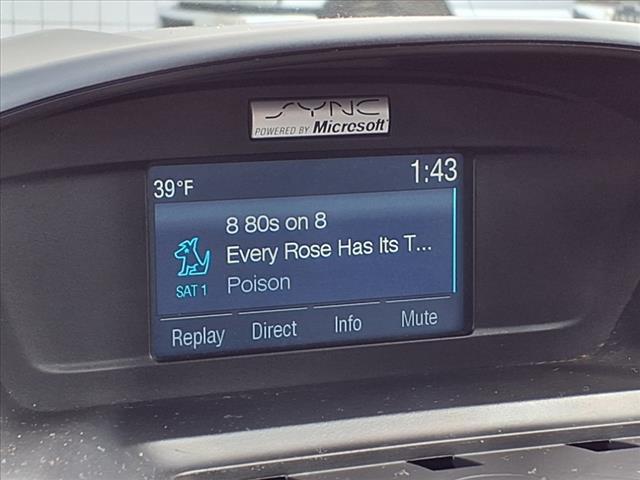 SYNC
POWERED BY Microsoft
39°F 1:43
8 80s on 8
Every Rose Has Its T...
SAT 1 Poison
Replay Direct Info Mute